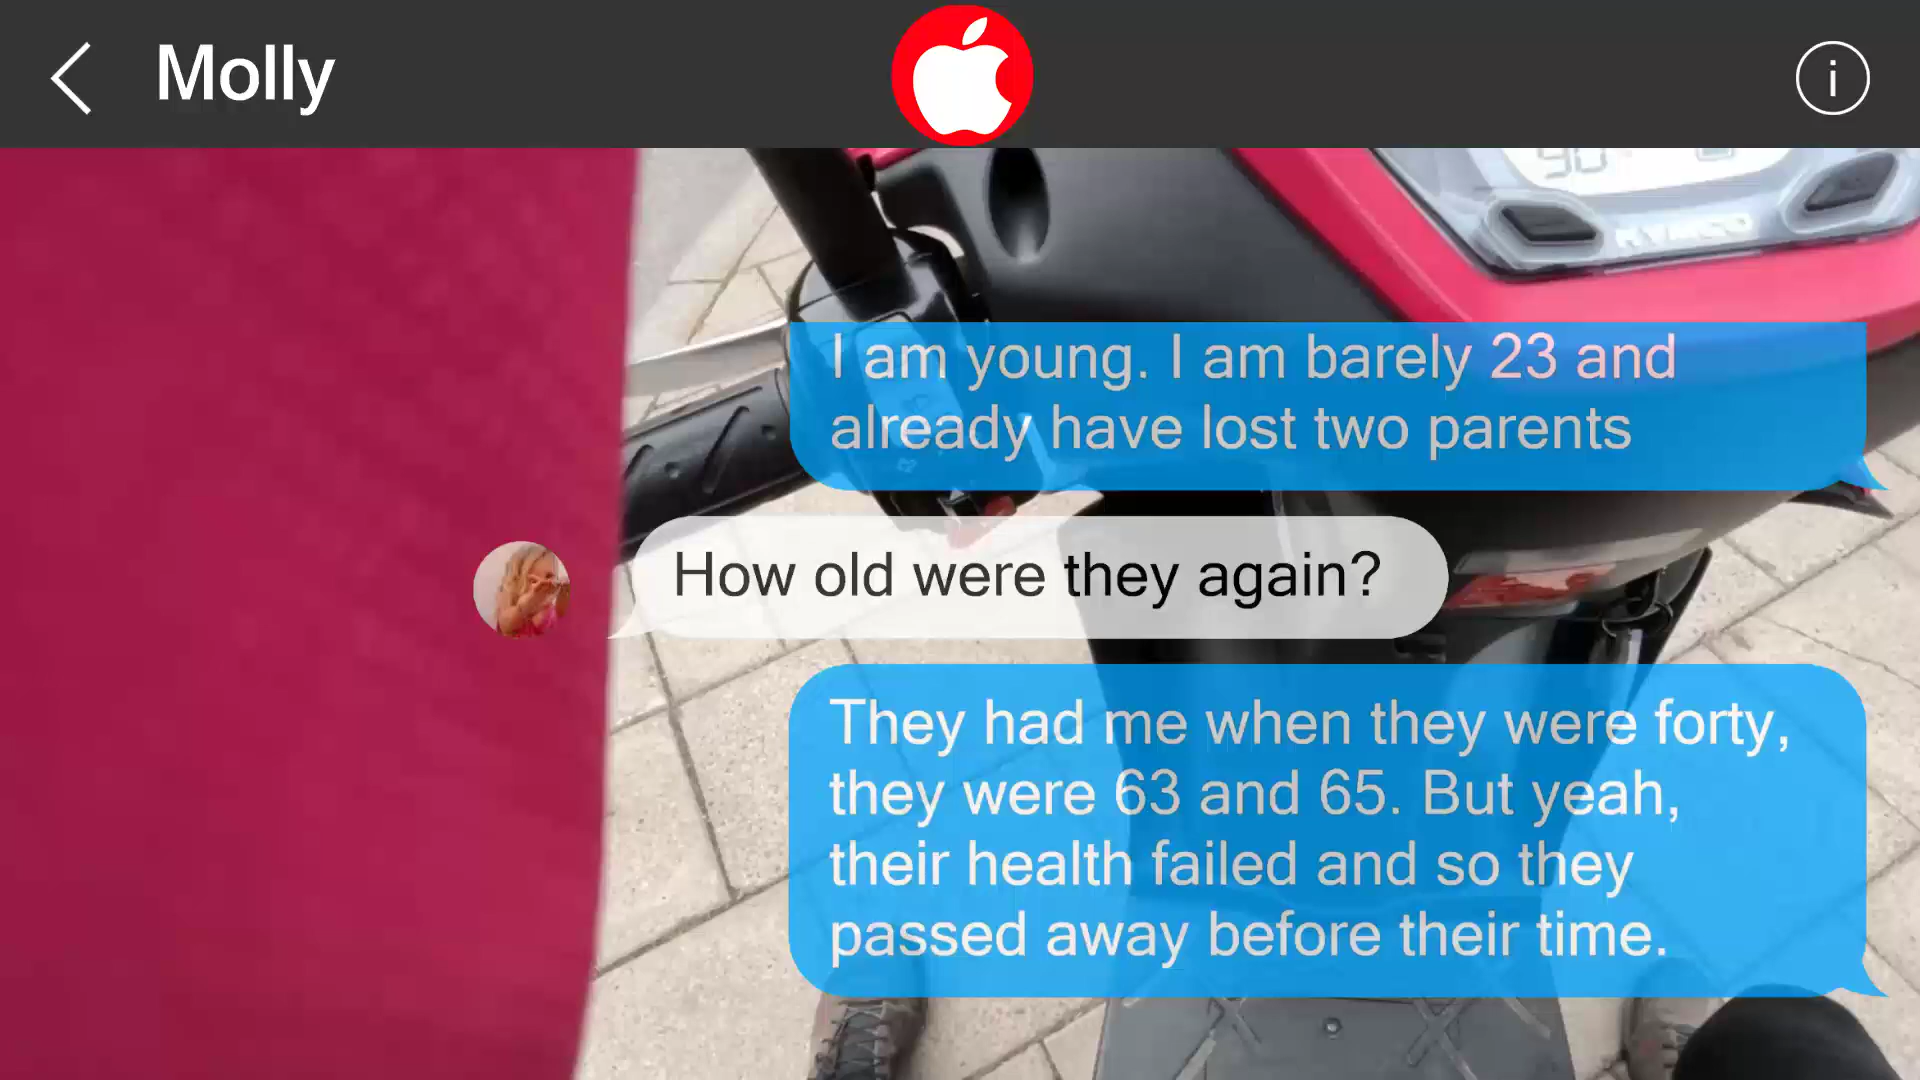 Molly
i
90
KYMCO
I am young. I am barely 23 and
already have lost two parents
How old were they again?
They had me when they were forty,
they were 63 and 65. But yeah,
their health failed and so they
passed away before their time.